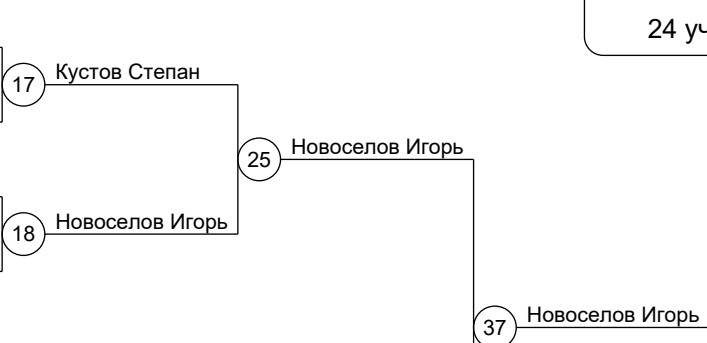 24 уч
17 Кустов Степан
25 Новоселов Игорь
18 Новоселов Игорь
37 Новоселов Игорь